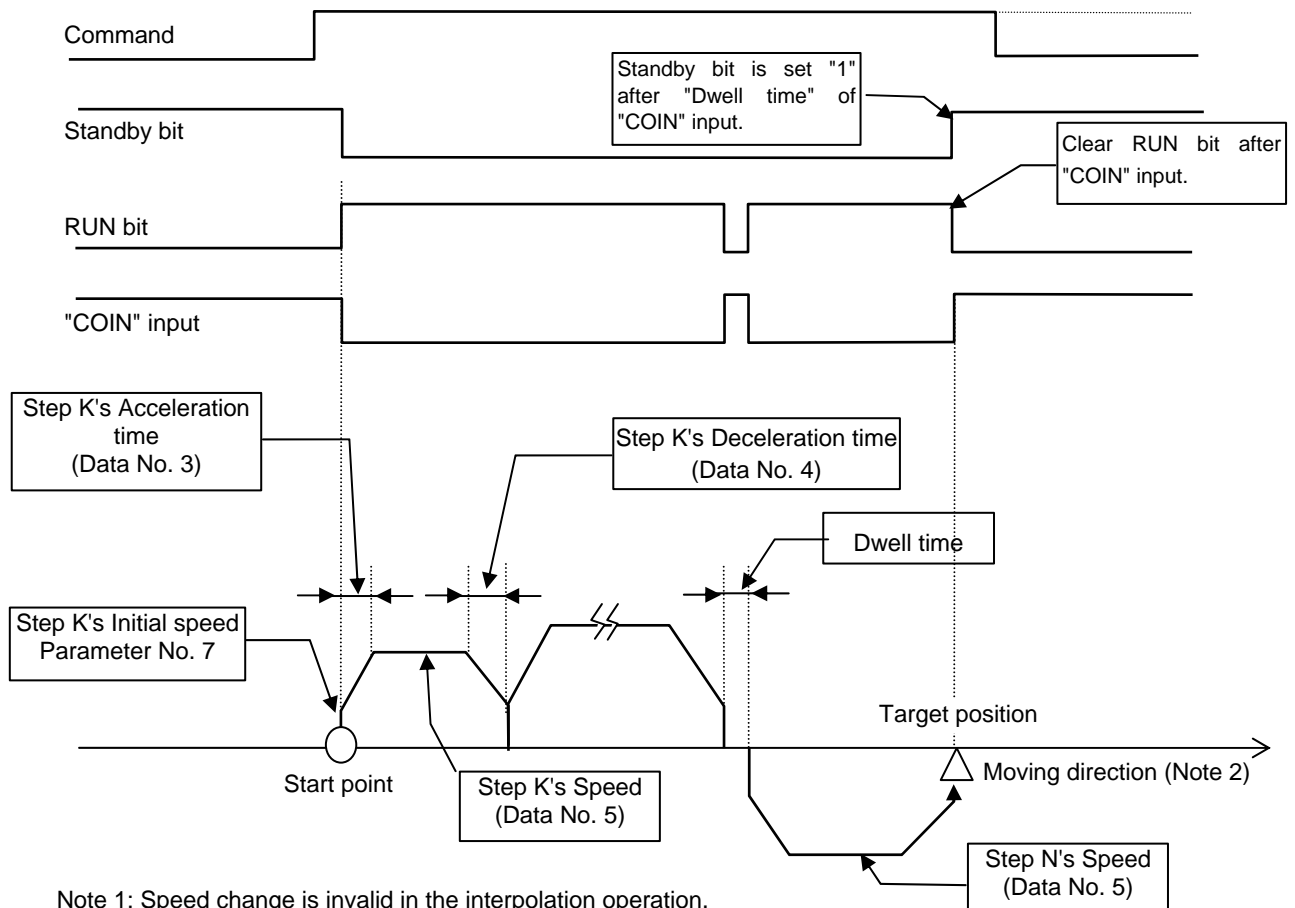 Command
Standby bit is set "1"
after "Dwell time" of
"COIN" input.
Standby bit
Clear RUN bit after
"COIN" input.
RUN bit
"COIN" input
Step K's Acceleration
time
(Data No. 3)
Step K's Deceleration time
(Data No. 4)
Dwell time
Step K's Initial speed
Parameter No. 7
Target position
Start point
Moving direction (Note 2)
Step K's Speed
(Data No. 5)
Step N's Speed
(Data No. 5)
Note 1: Speed change is invalid in the interpolation operation.